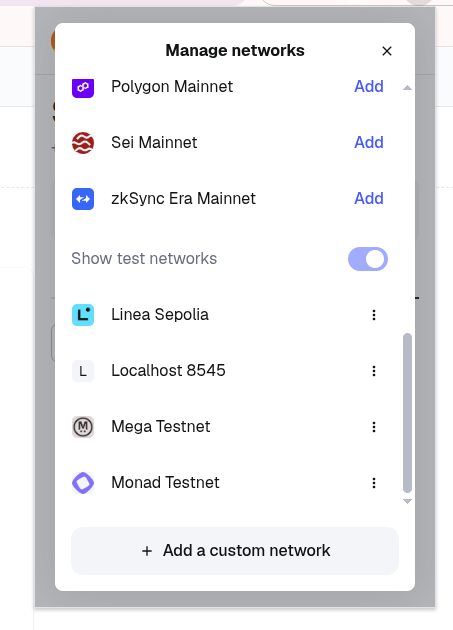 Manage networks
Polygon Mainnet Add
Sei Mainnet Add
zkSync Era Mainnet Add
Show test networks
Linea Sepolia
L Localhost 8545
Mega Testnet
Monad Testnet
+ Add a custom network